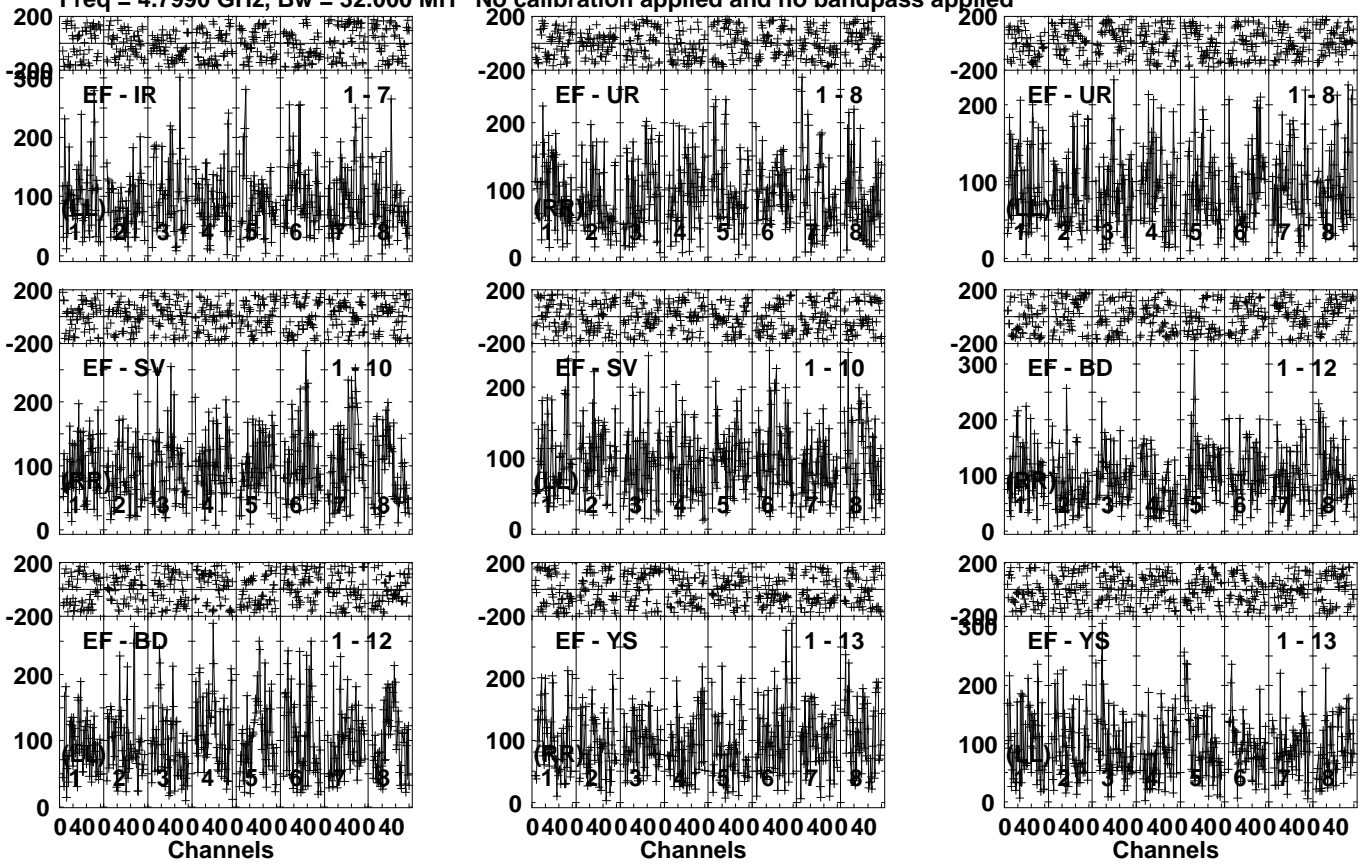 Freq = 4.7990 GHz, Bw = 32.000 MH No calibration applied and no bandpass applied
200 200 200
-200 -200 -200
300
EF - IR 1 - 7 EF - UR 1 - 8 EF - UR 1 - 8
200 200 200
100 100 100
(LL) (RR) (LL)
1 2 3 4 5 6 7 8 1 2 3 4 5 6 7 8 1 2 3 4 5 6 7 8
0 0 0
200 200 200
-200 -200 -200
300
EF - SV 1 - 10 EF - SV 1 - 10 EF - BD 1 - 12
200 200 200
100 100 100
(RR) (LL) (RR)
1 2 3 4 5 6 7 8 1 2 3 4 5 6 7 8 1 2 3 4 5 6 7 8
0 0 0
200 200 200
-200 -200 -200
300
EF - BD 1 - 12 EF - YS 1 - 13 EF - YS 1 - 13
200 200 200
100 100 100
(LL) (RR) (LL)
1 2 3 4 5 6 7 8 1 2 3 4 5 6 7 8 1 2 3 4 5 6 7 8
0 0 0
0 40 0 40 0 40 0 40 0 40 0 40 0 40 0 40 0 40 0 40 0 40 0 40 0 40 0 40 0 40 0 40 0 40 0 40 0 40 0 40 0 40 0 40 0 40 0 40
Channels Channels Channels